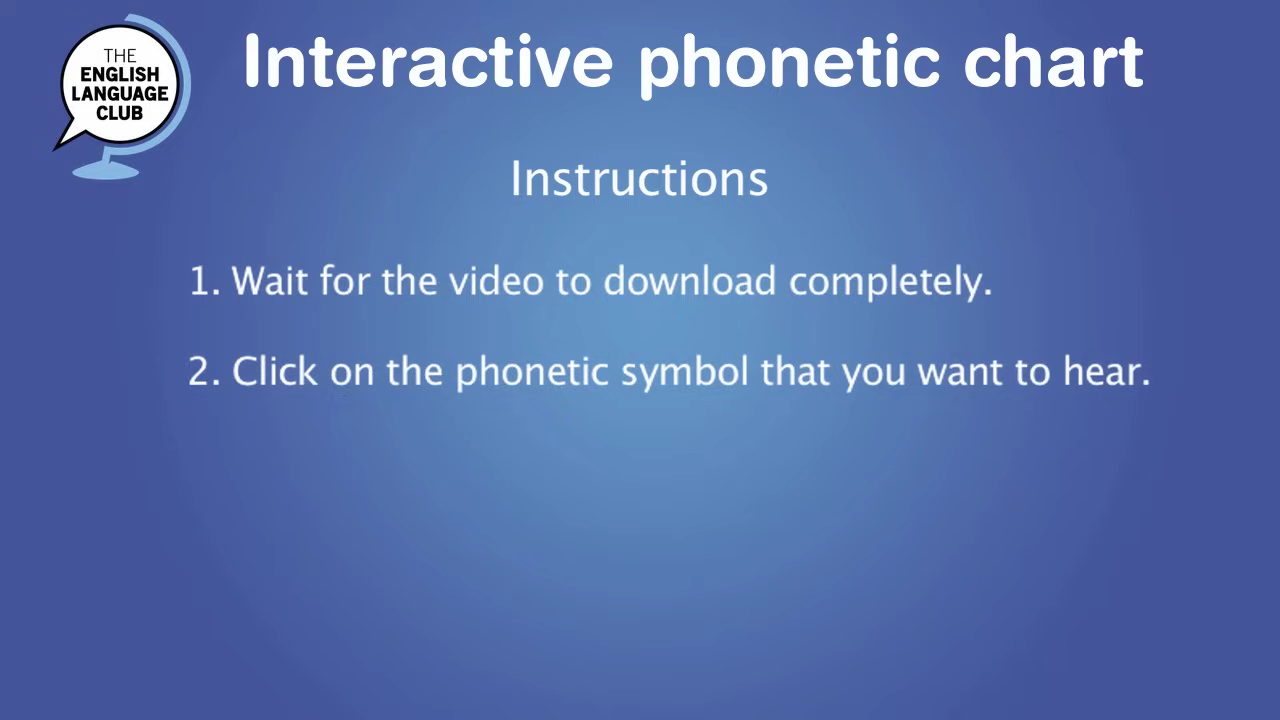 THE
ENGLISH
LANGUAGE
CLUB
Interactive phonetic chart
Instructions
1. Wait for the video to download completely.
2. Click on the phonetic symbol that you want to hear.